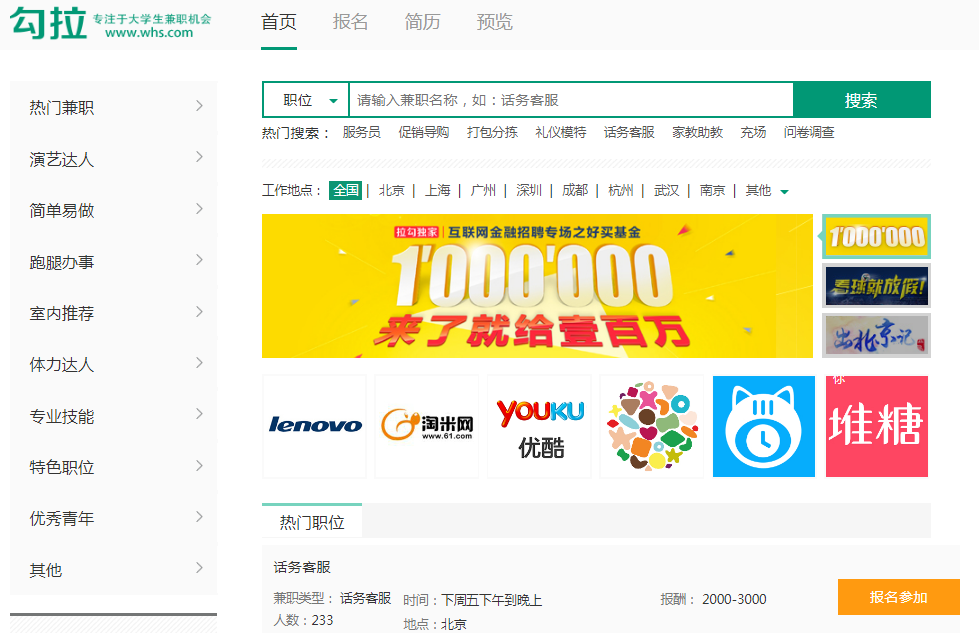 勾拉
专注于大学生兼职机会
www.whs.com
首页 报名 简历 预览
热门兼职
演艺达人
简单易做
跑腿办事
室内推荐
体力达人
专业技能
特色职位
优秀青年
其他
职位 请输入兼职名称，如：话务客服 搜索
热门搜索： 服务员 促销导购 打包分拣 礼仪模特 话务客服 家教助教 充场 问卷调查
工作地点： 全国 | 北京 | 上海 | 广州 | 深圳 | 成都 | 杭州 | 武汉 | 南京 | 其他
拉勾独家 互联网金融招聘专场之好买基金
1'000'000
来了就给壹百万
1'000'000
看球就放假!
出北京记
lenovo
淘米网
www.61.com
YOUKU
优酷
你
堆糖
热门职位
话务客服
兼职类型： 话务客服 时间：下周五下午到晚上 报酬： 2000-3000 报名参加
人数：233 地点：北京